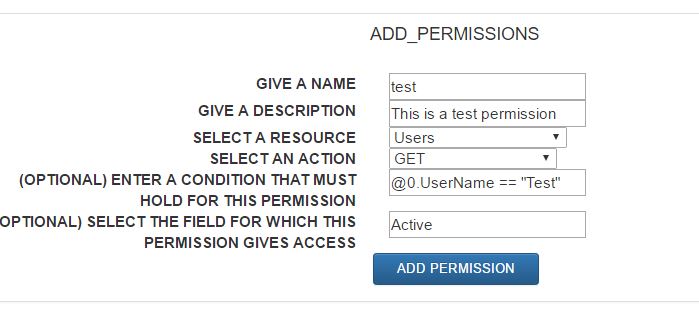 ADD_PERMISSIONS
GIVE A NAME test
GIVE A DESCRIPTION This is a test permission
SELECT A RESOURCE Users
SELECT AN ACTION GET
(OPTIONAL) ENTER A CONDITION THAT MUST @0.UserName == "Test"
HOLD FOR THIS PERMISSION
OPTIONAL) SELECT THE FIELD FOR WHICH THIS Active
PERMISSION GIVES ACCESS
ADD PERMISSION